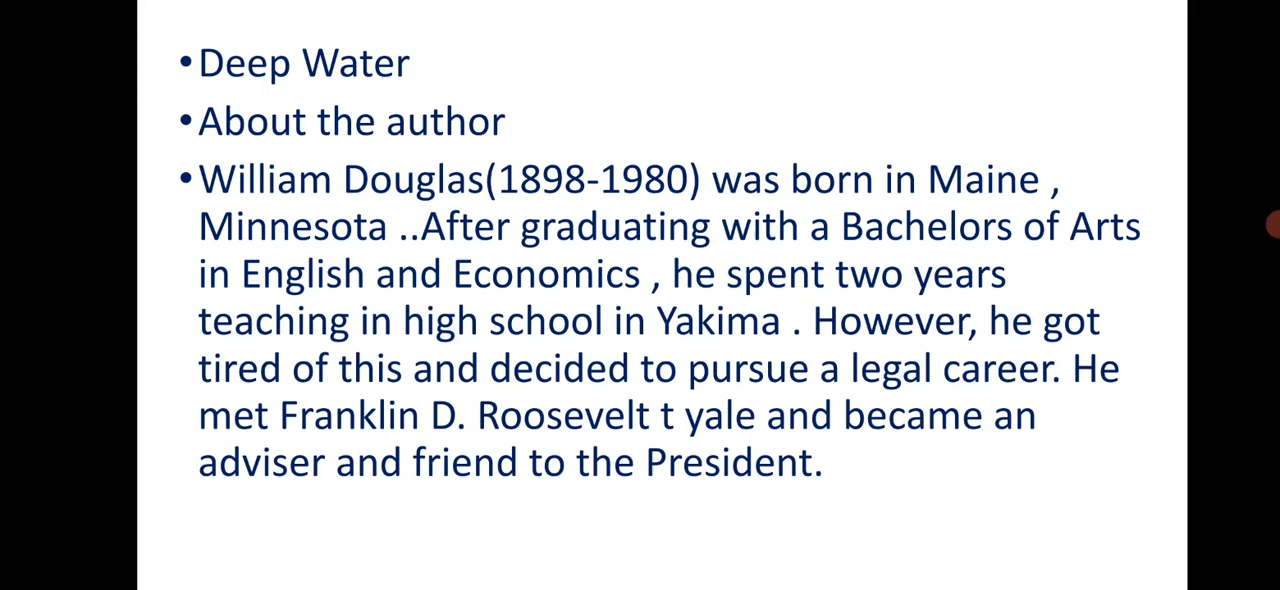 •Deep Water
•About the author
•William Douglas(1898-1980) was born in Maine ,
Minnesota ..After graduating with a Bachelors of Arts
in English and Economics , he spent two years
teaching in high school in Yakima . However, he got
tired of this and decided to pursue a legal career. He
met Franklin D. Roosevelt t yale and became an
adviser and friend to the President.